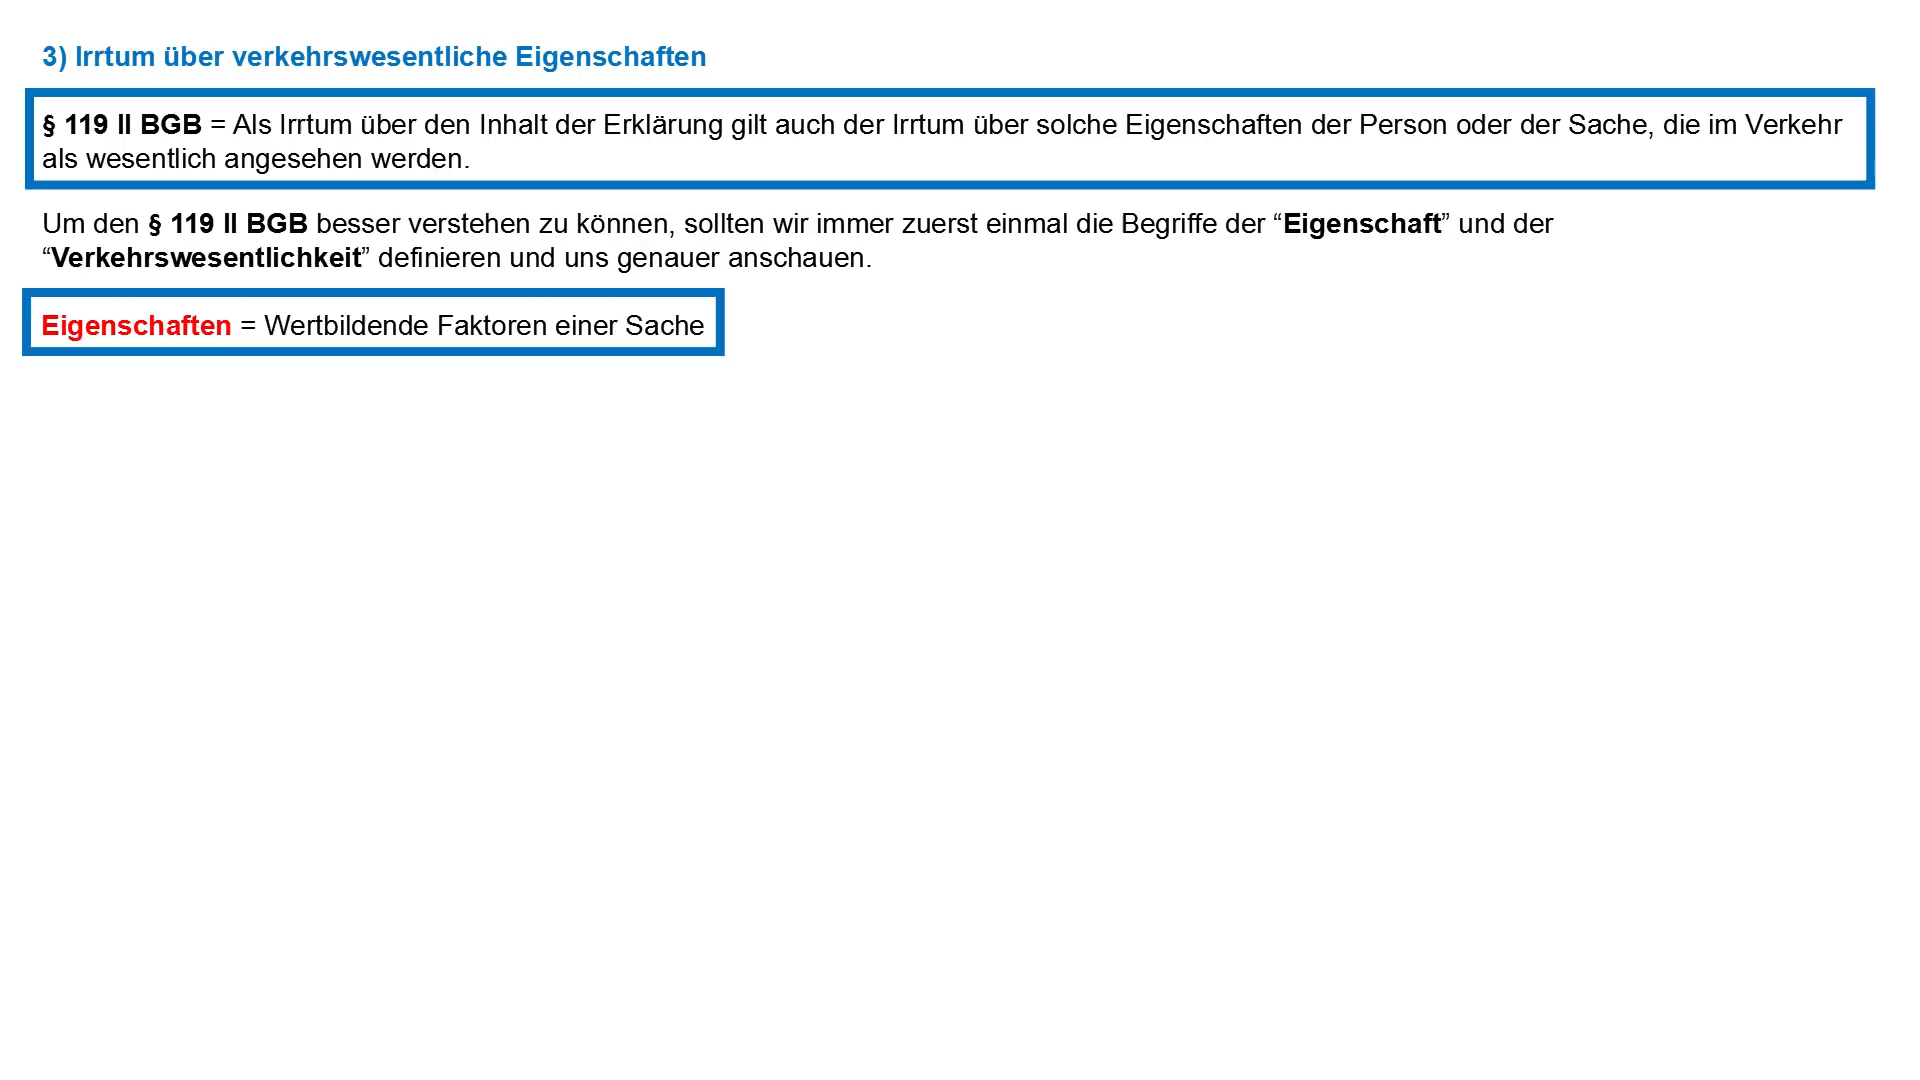 3) Irrtum über verkehrswesentliche Eigenschaften
§ 119 II BGB = Als Irrtum über den Inhalt der Erklärung gilt auch der Irrtum über solche Eigenschaften der Person oder der Sache, die im Verkehr
als wesentlich angesehen werden.
Um den § 119 II BGB besser verstehen zu können, sollten wir immer zuerst einmal die Begriffe der “Eigenschaft” und der
“Verkehrswesentlichkeit” definieren und uns genauer anschauen.
Eigenschaften = Wertbildende Faktoren einer Sache